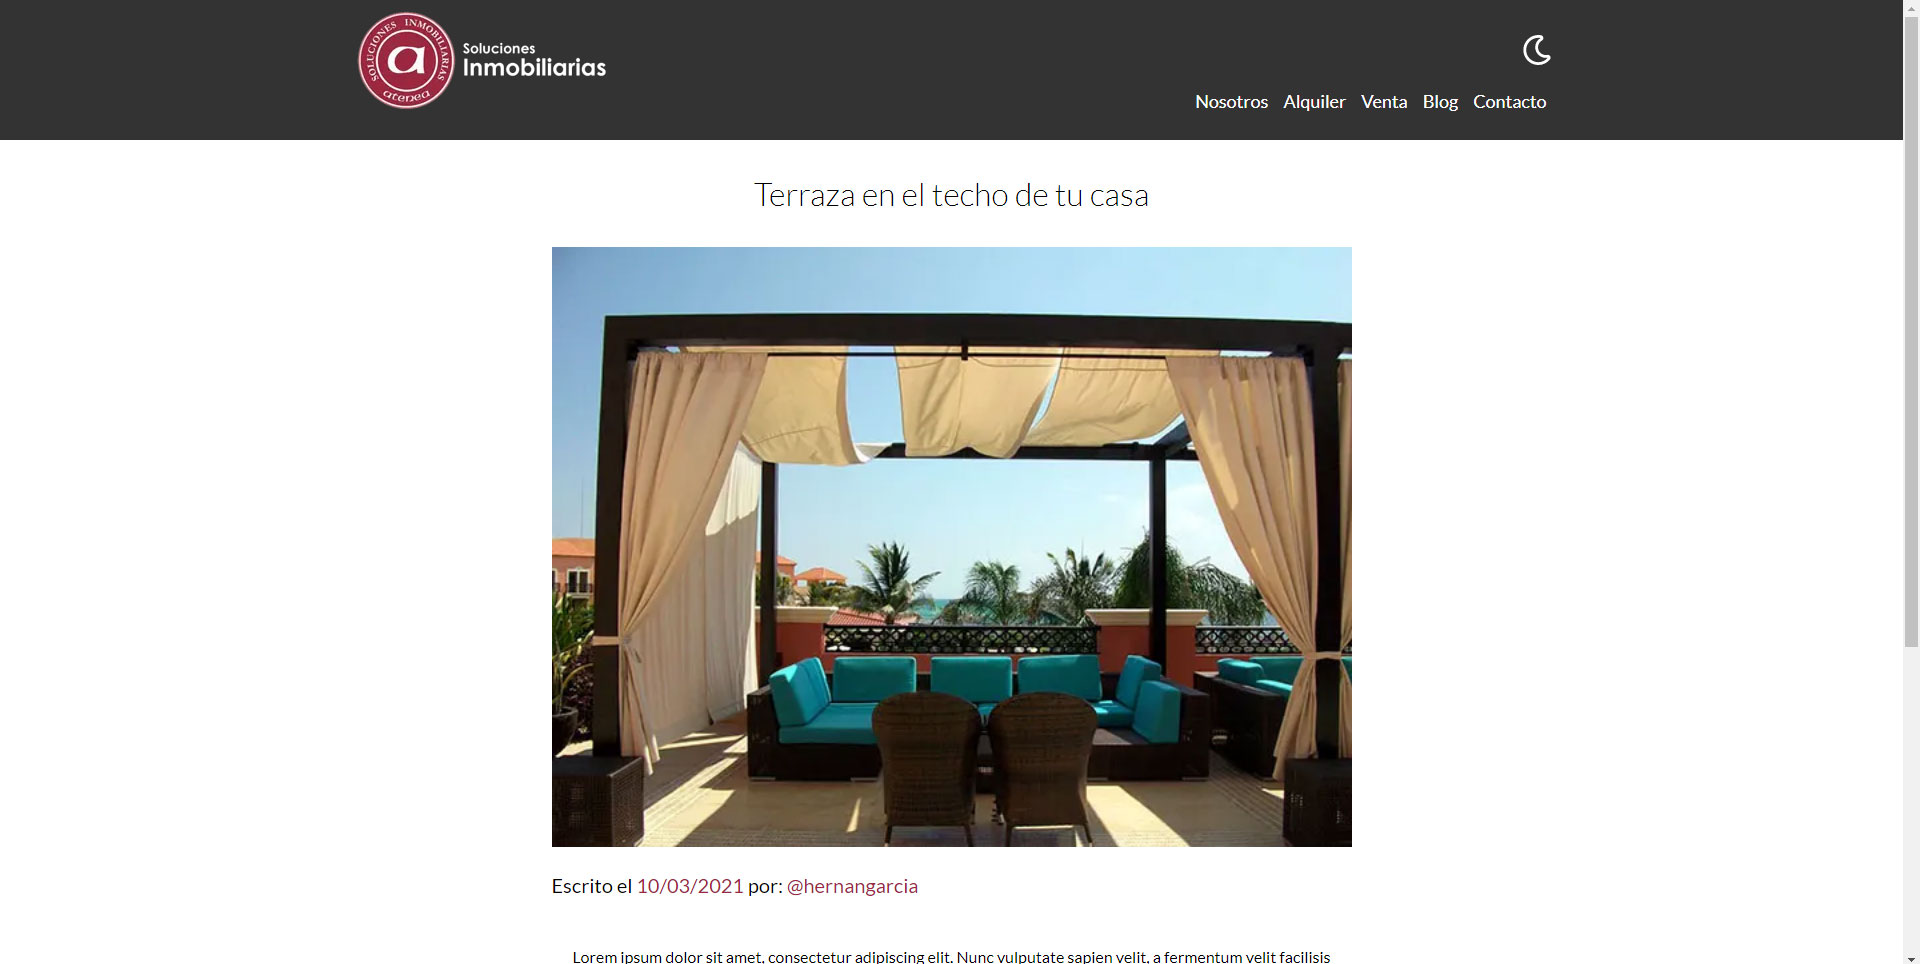 SOLUCIONES INMOBILIARIAS
atenea
a
Soluciones
Inmobiliarias
Nosotros Alquiler Venta Blog Contacto
Terraza en el techo de tu casa
Escrito el 10/03/2021 por: @hernangarcia
Lorem ipsum dolor sit amet, consectetur adipiscing elit. Nunc vulputate sapien velit, a fermentum velit facilisis